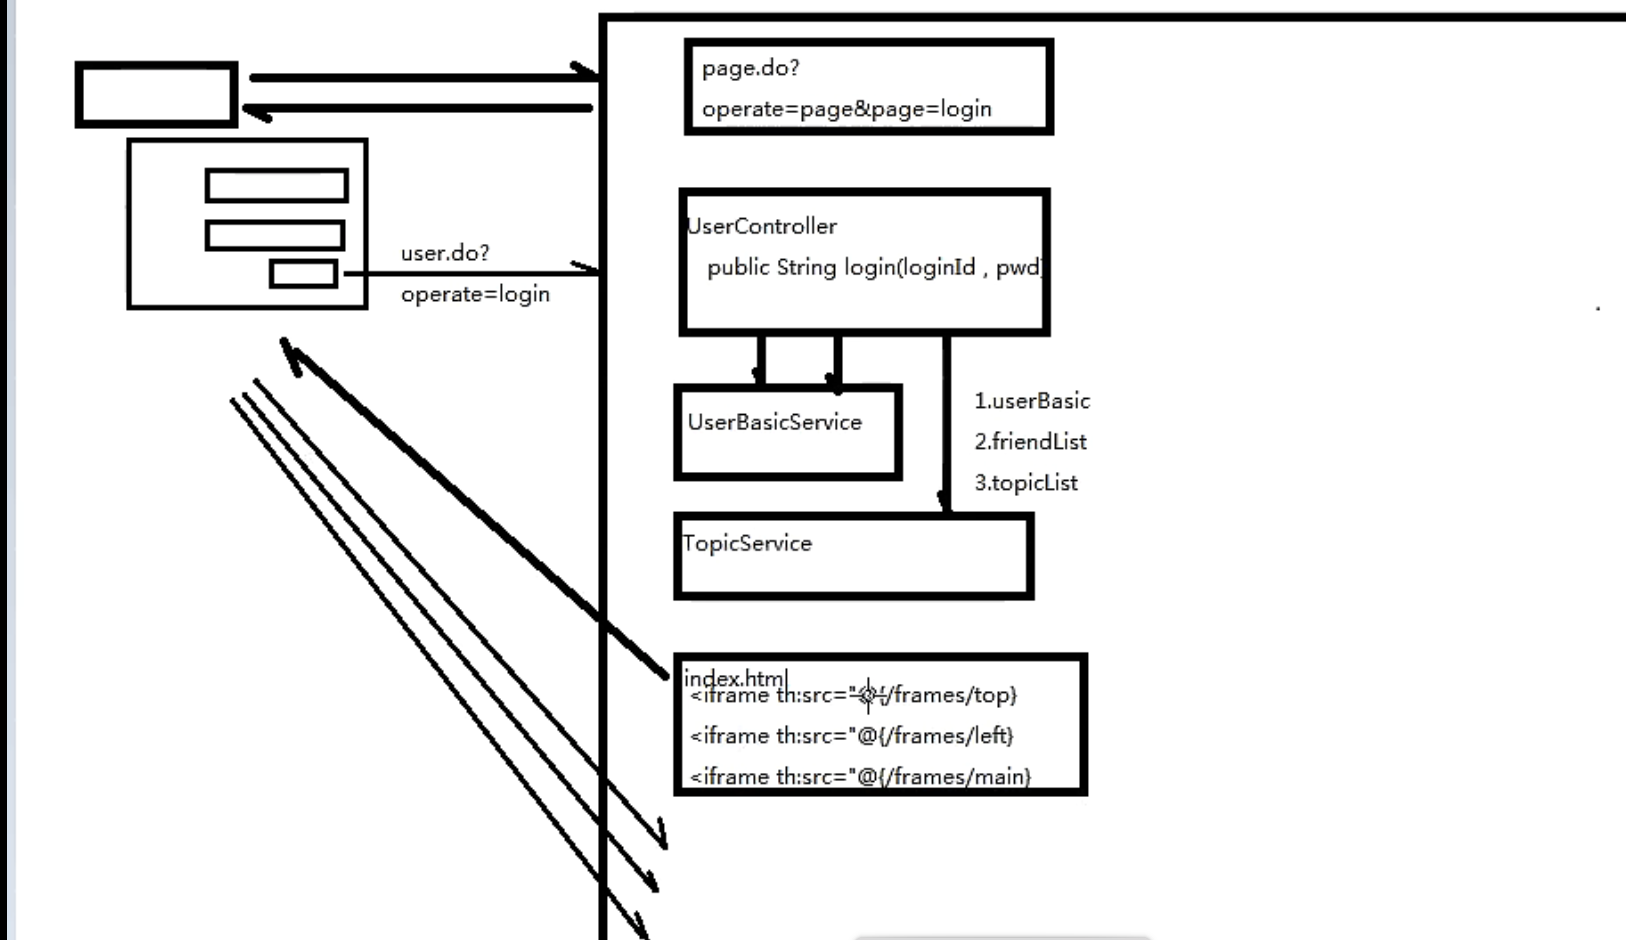 page.do?
operate=page&page=login
UserController
public String login(loginId , pwd)
user.do?
operate=login
UserBasicService
1.userBasic
2.friendList
3.topicList
TopicService
index.html
<iframe th:src="@{/frames/top}
<iframe th:src="@{/frames/left}
<iframe th:src="@{/frames/main}